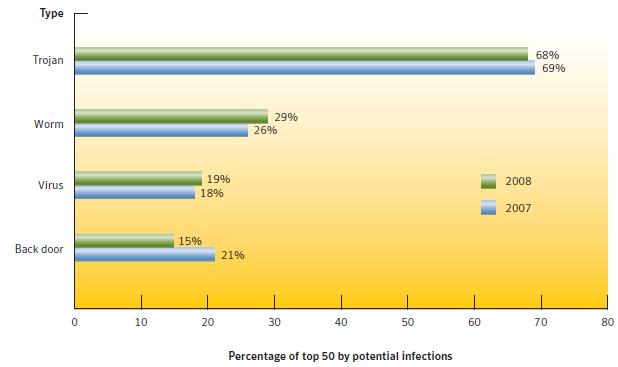 Type
Trojan
68%
69%
Worm
29%
26%
Virus
19%
18%
2008
2007
Back door
15%
21%
0 10 20 30 40 50 60 70 80
Percentage of top 50 by potential infections